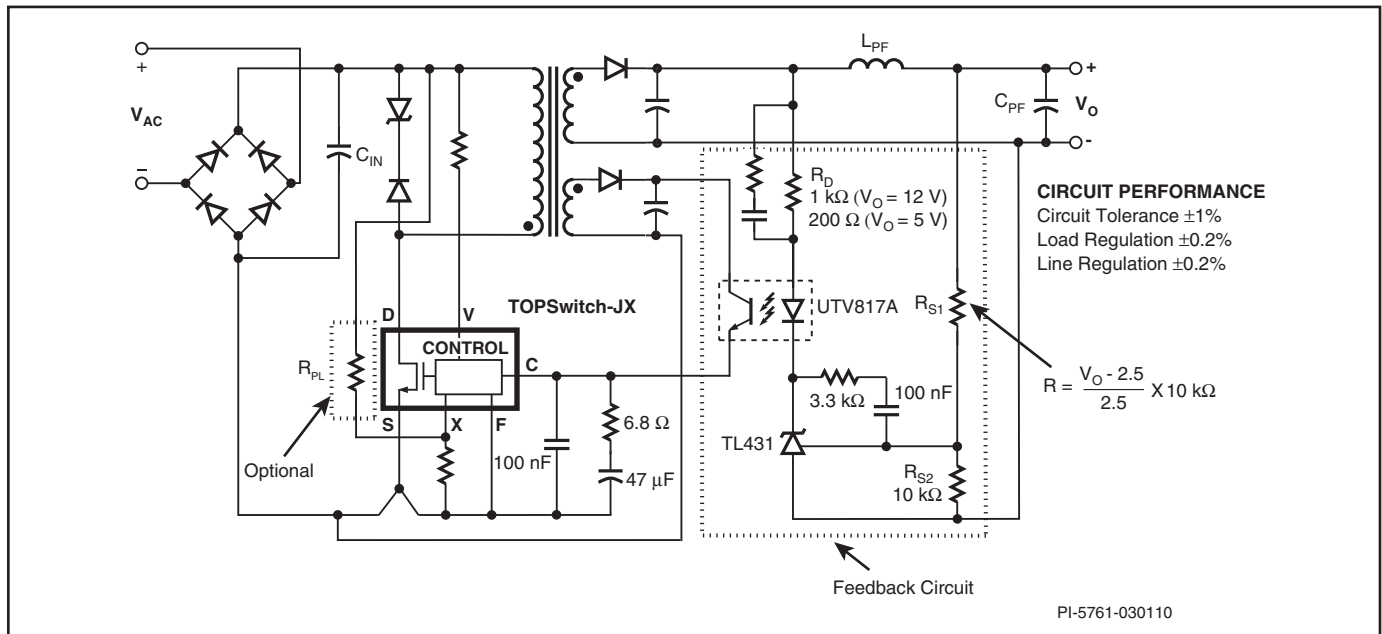 +
V_AC
−
C_IN
L_PF
+
C_PF
V_O
-
R_D
1 kΩ (V_O = 12 V)
200 Ω (V_O = 5 V)
CIRCUIT PERFORMANCE
Circuit Tolerance ±1%
Load Regulation ±0.2%
Line Regulation ±0.2%
TOPSwitch-JX
UTV817A
R_S1
D
V
CONTROL
C
R_PL
S
X
F
R = (V_O - 2.5) / 2.5 X 10 kΩ
3.3 kΩ
100 nF
6.8 Ω
TL431
Optional
100 nF
47 µF
R_S2
10 kΩ
Feedback Circuit
PI-5761-030110